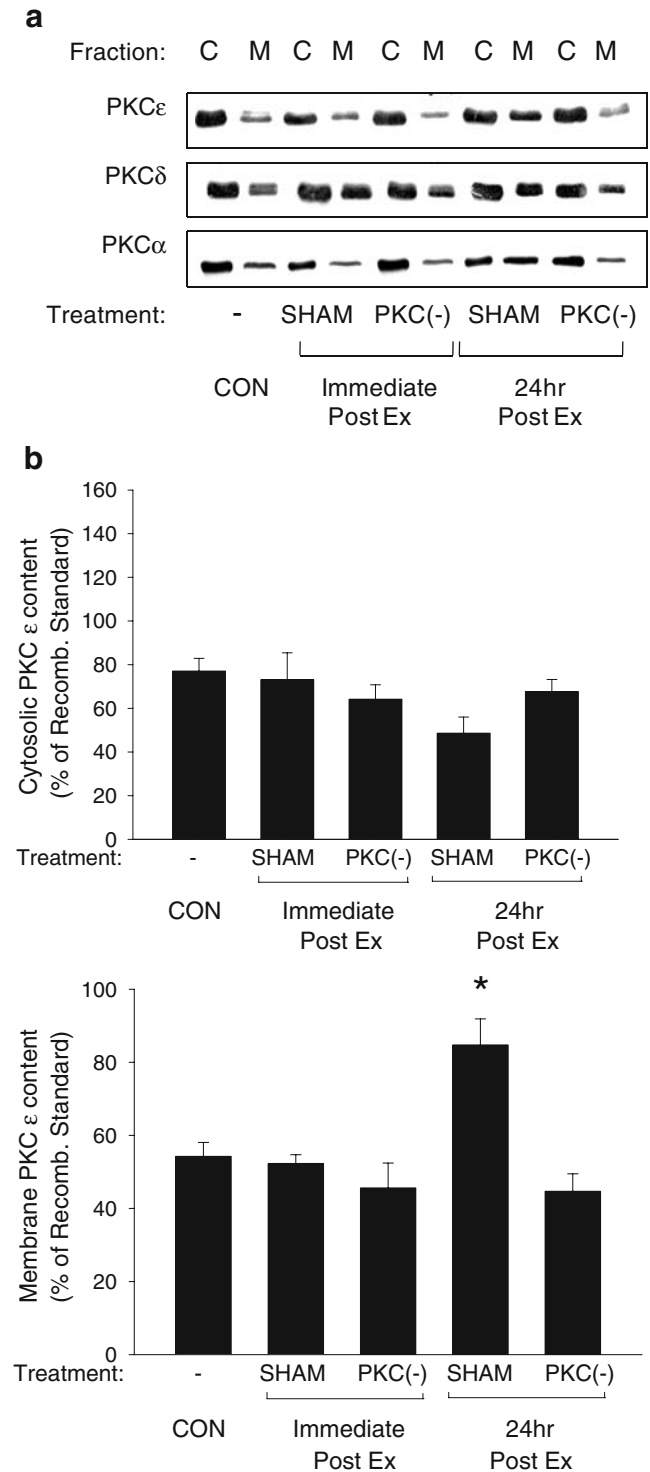 a
Fraction: C M C M C M C M C M
PKCε
PKCδ
PKCα
Treatment: - SHAM PKC(-) SHAM PKC(-)
CON Immediate 24hr
Post Ex Post Ex
b
160
140
120
100
80
60
40
20
0
Cytosolic PKC ε content
(% of Recomb. Standard)
Treatment: - SHAM PKC(-) SHAM PKC(-)
CON Immediate 24hr
Post Ex Post Ex
*
100
80
60
40
20
0
Membrane PKC ε content
(% of Recomb. Standard)
Treatment: - SHAM PKC(-) SHAM PKC(-)
CON Immediate 24hr
Post Ex Post Ex